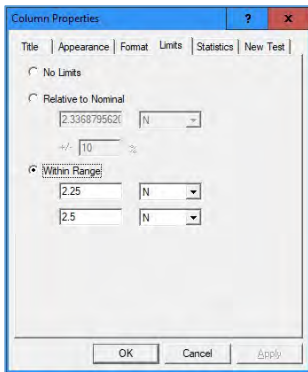 Column Properties ? x
Title Appearance Format Limits Statistics New Test
No Limits
Relative to Nominal
2.336879562( N
+/- 10 %
Within Range
2.25 N
2.5 N
OK Cancel Apply